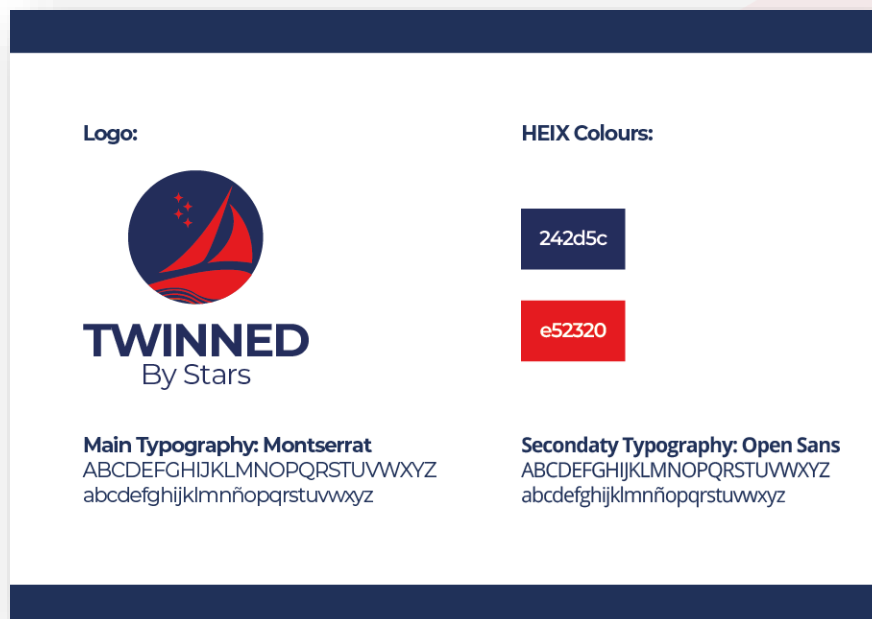 Logo:
HEIX Colours:
242d5c
e52320
TWINNED
By Stars
Main Typography: Montserrat
ABCDEFGHIJKLMNOPQRSTUVWXYZ
abcdefghijklmnñopqrstuvwxyz
Secondaty Typography: Open Sans
ABCDEFGHIJKLMNOPQRSTUVWXYZ
abcdefghijklmnñopqrstuvwxyz